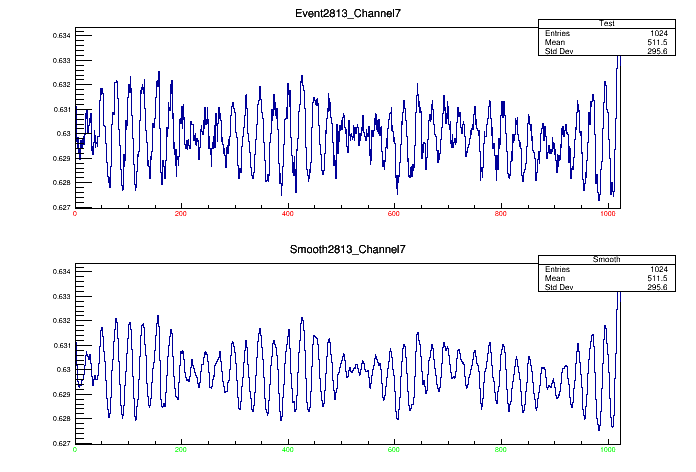 Event2813_Channel7
Test
Entries 1024
Mean 511.5
Std Dev 295.6
0.634
0.633
0.632
0.631
0.63
0.629
0.628
0.627
0 200 400 600 800 1000
Smooth2813_Channel7
Smooth
Entries 1024
Mean 511.5
Std Dev 295.6
0.634
0.633
0.632
0.631
0.63
0.629
0.628
0.627
0 200 400 600 800 1000